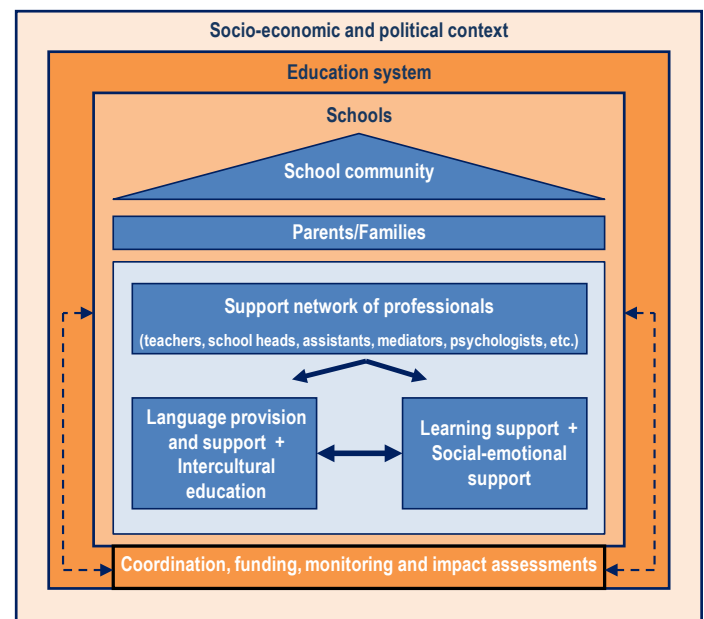 Socio-economic and political context
Education system
Schools
School community
Parents/Families
Support network of professionals
(teachers, school heads, assistants, mediators, psychologists, etc.)
Language provision
and support +
Intercultural
education
Learning support +
Social-emotional
support
Coordination, funding, monitoring and impact assessments